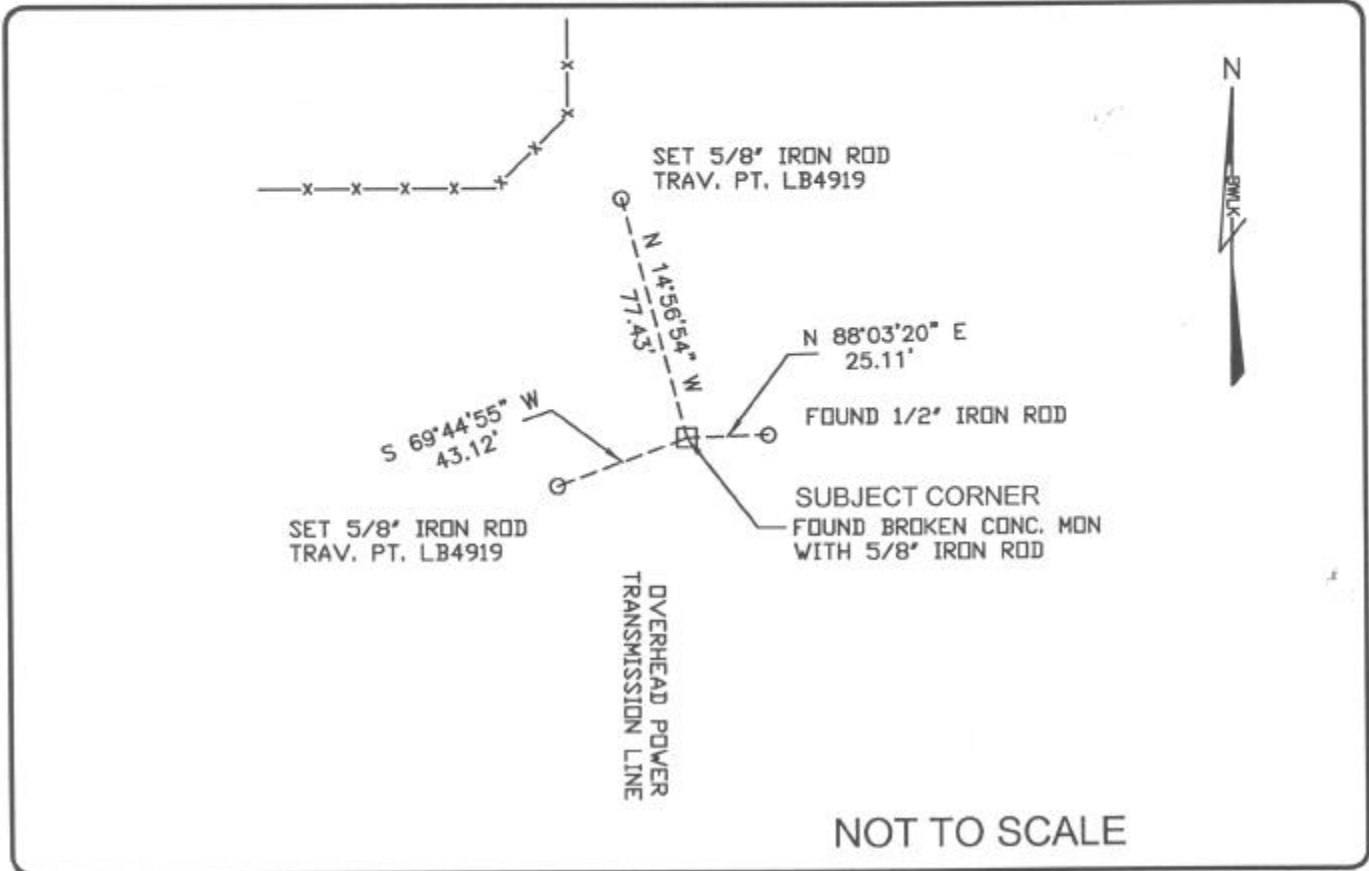 N
BWLK
SET 5/8" IRON ROD
TRAV. PT. LB4919
N 14°56'54" W
77.43'
N 88°03'20" E
25.11'
FOUND 1/2" IRON ROD
S 69°44'55" W
43.12'
SUBJECT CORNER
FOUND BROKEN CONC. MON
WITH 5/8" IRON ROD
SET 5/8" IRON ROD
TRAV. PT. LB4919
OVERHEAD POWER
TRANSMISSION LINE
NOT TO SCALE